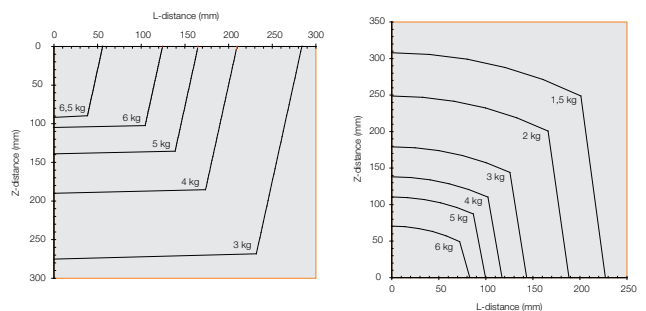 L-distance (mm)
0 50 100 150 200 250 300
0
50
100
150
200
250
300
Z-distance (mm)
6,5 kg
6 kg
5 kg
4 kg
3 kg
350
300
250
200
150
100
50
0
Z-distance (mm)
1,5 kg
2 kg
3 kg
4 kg
5 kg
6 kg
0 50 100 150 200 250
L-distance (mm)